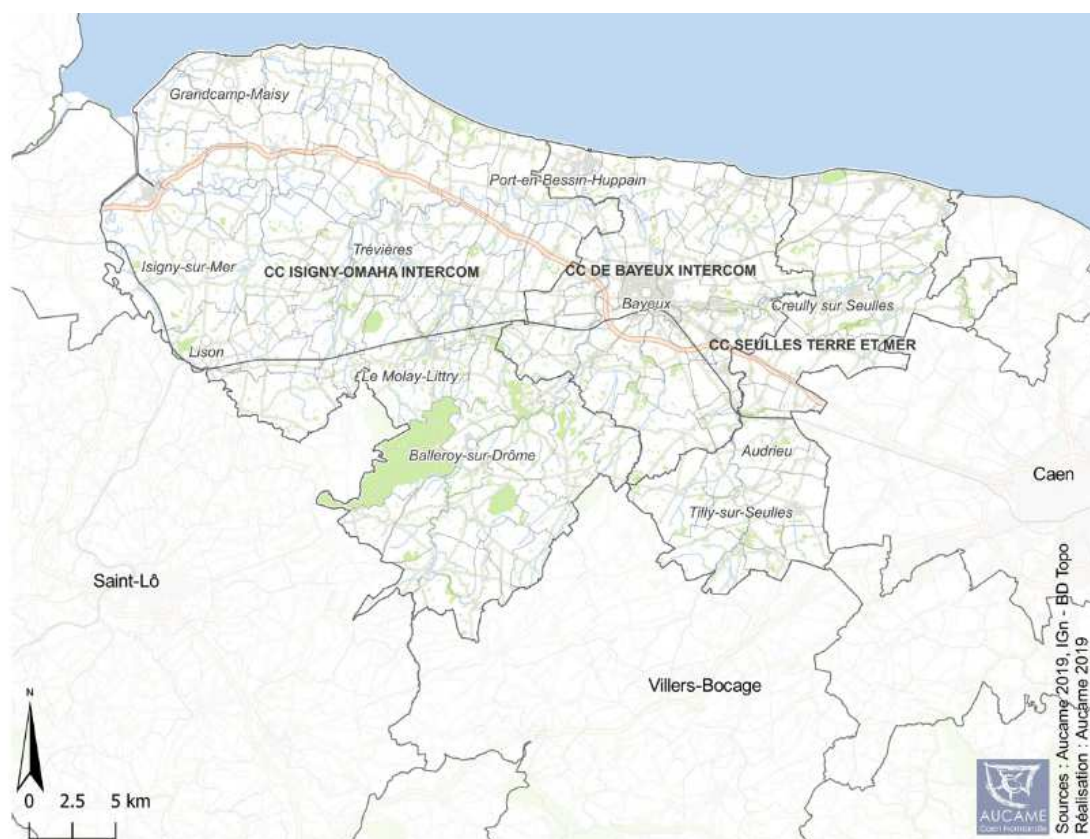 Grandcamp-Maisy
Port-en-Bessin-Huppain
Trévières
Isigny-sur-Mer
CC ISIGNY-OMAHA INTERCOM
CC DE BAYEUX INTERCOM
Bayeux
Creully sur Seulles
CC SEULLES TERRE ET MER
Lison
Le Molay-Littry
Balleroy-sur-Drôme
Audrieu
Caen
Tilly-sur-Seulles
Saint-Lô
Villers-Bocage
N
0 2.5 5 km
AUCAME
Caen Normandie
Sources : Aucame 2019, IGn - BD Topo
Réalisation : Aucame 2019